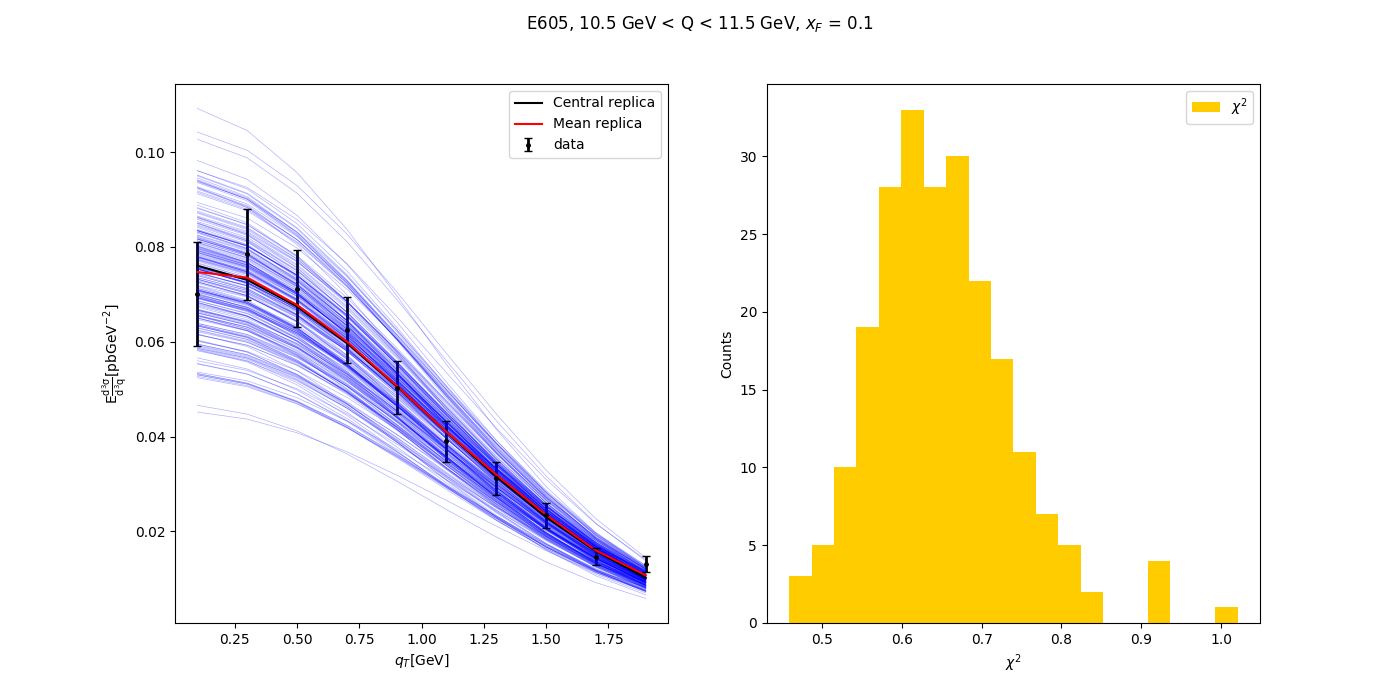 E605, 10.5 GeV < Q < 11.5 GeV, x_F = 0.1
Central replica
Mean replica
data
E d³σ/d³q [pbGeV⁻²]
0.10
0.08
0.06
0.04
0.02
0.25 0.50 0.75 1.00 1.25 1.50 1.75
q_T[GeV]
χ²
Counts
30
25
20
15
10
5
0
0.5 0.6 0.7 0.8 0.9 1.0
χ²